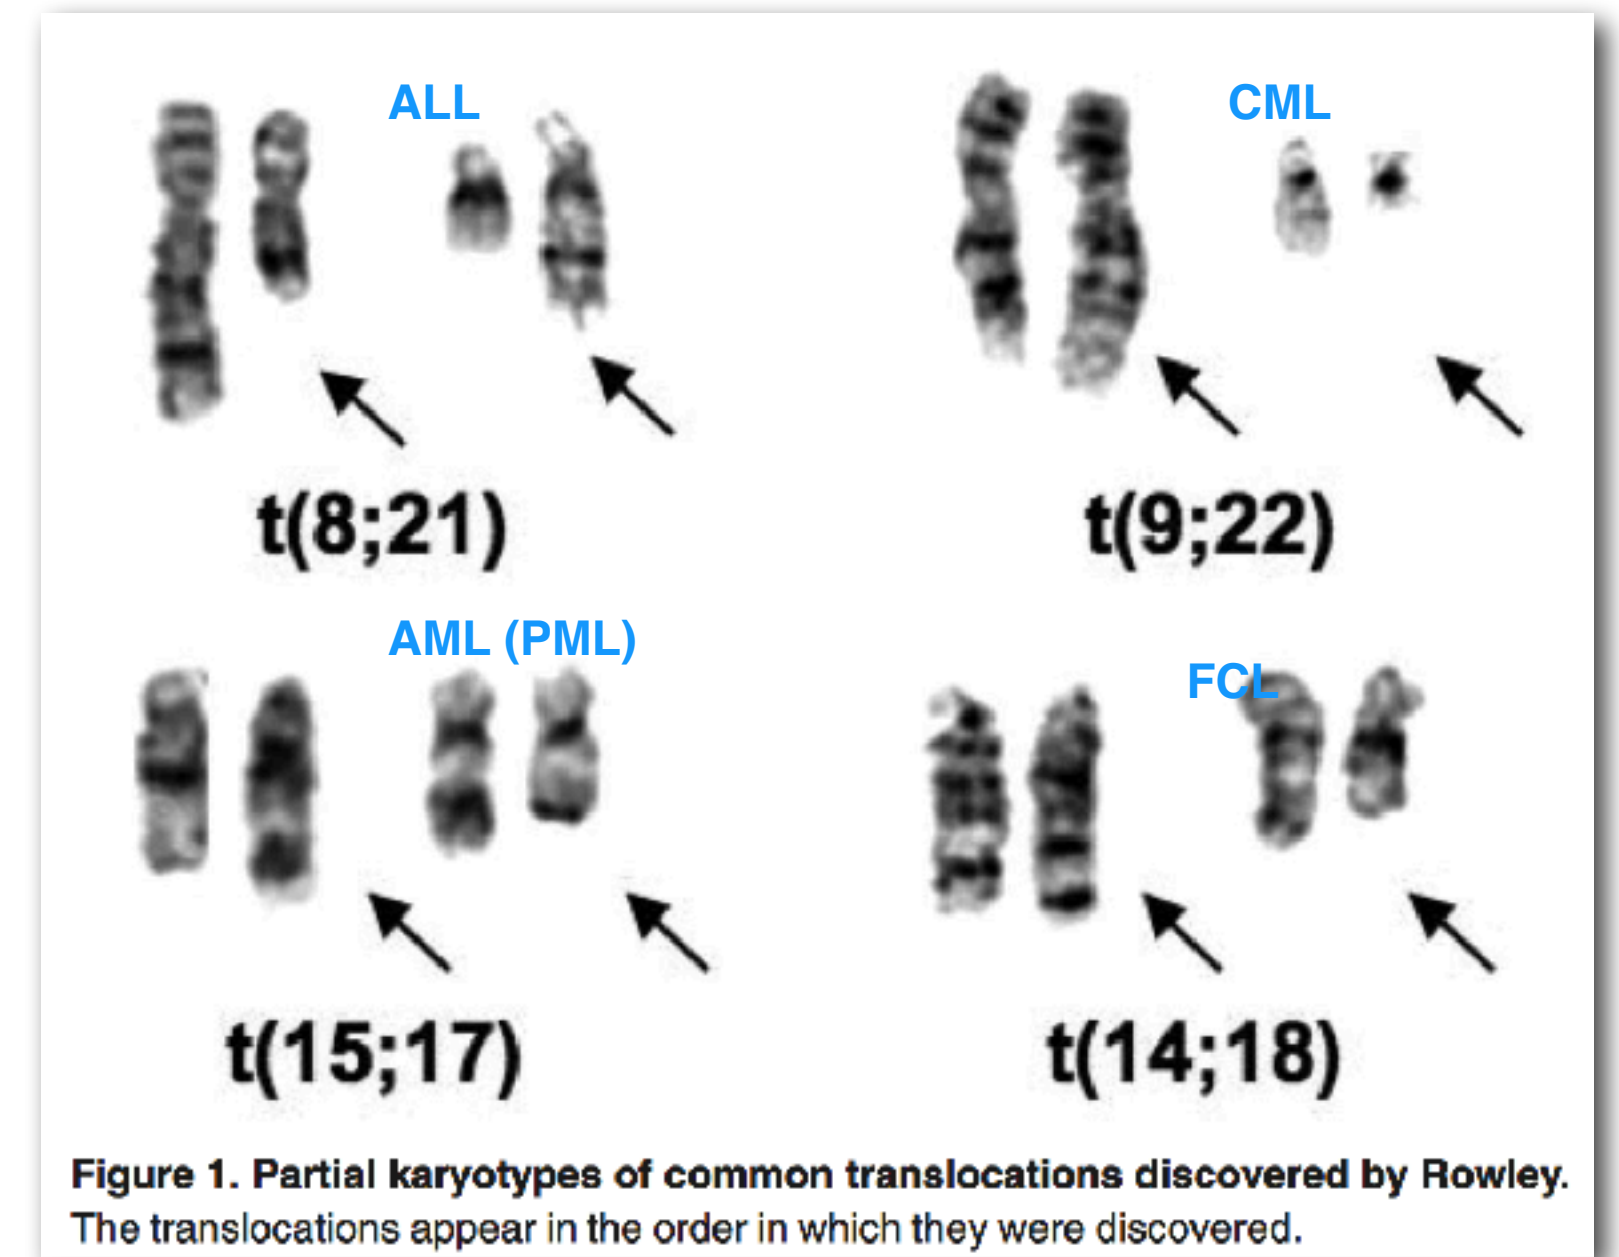 ALL
CML
t(8;21)
t(9;22)
AML (PML)
FCL
t(15;17)
t(14;18)
Figure 1. Partial karyotypes of common translocations discovered by Rowley.
The translocations appear in the order in which they were discovered.